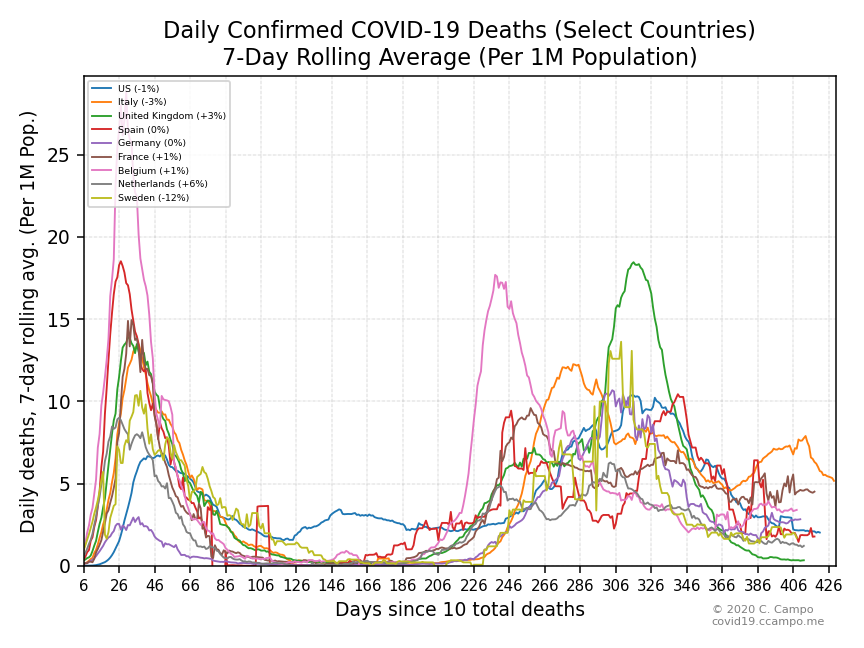 Daily Confirmed COVID-19 Deaths (Select Countries)
7-Day Rolling Average (Per 1M Population)
US (-1%)
Italy (-3%)
United Kingdom (+3%)
Spain (0%)
Germany (0%)
France (+1%)
Belgium (+1%)
Netherlands (+6%)
Sweden (-12%)
Daily deaths, 7-day rolling avg. (Per 1M Pop.)
25
20
15
10
5
0
6 26 46 66 86 106 126 146 166 186 206 226 246 266 286 306 326 346 366 386 406 426
Days since 10 total deaths
© 2020 C. Campo
covid19.ccampo.me